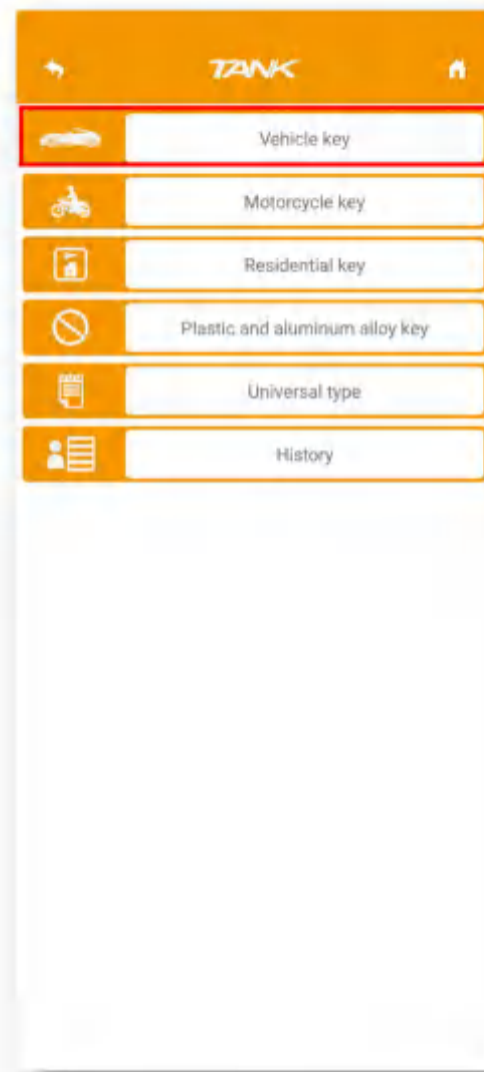 TANK
Vehicle key
Motorcycle key
Residential key
Plastic and aluminum alloy key
Universal type
History